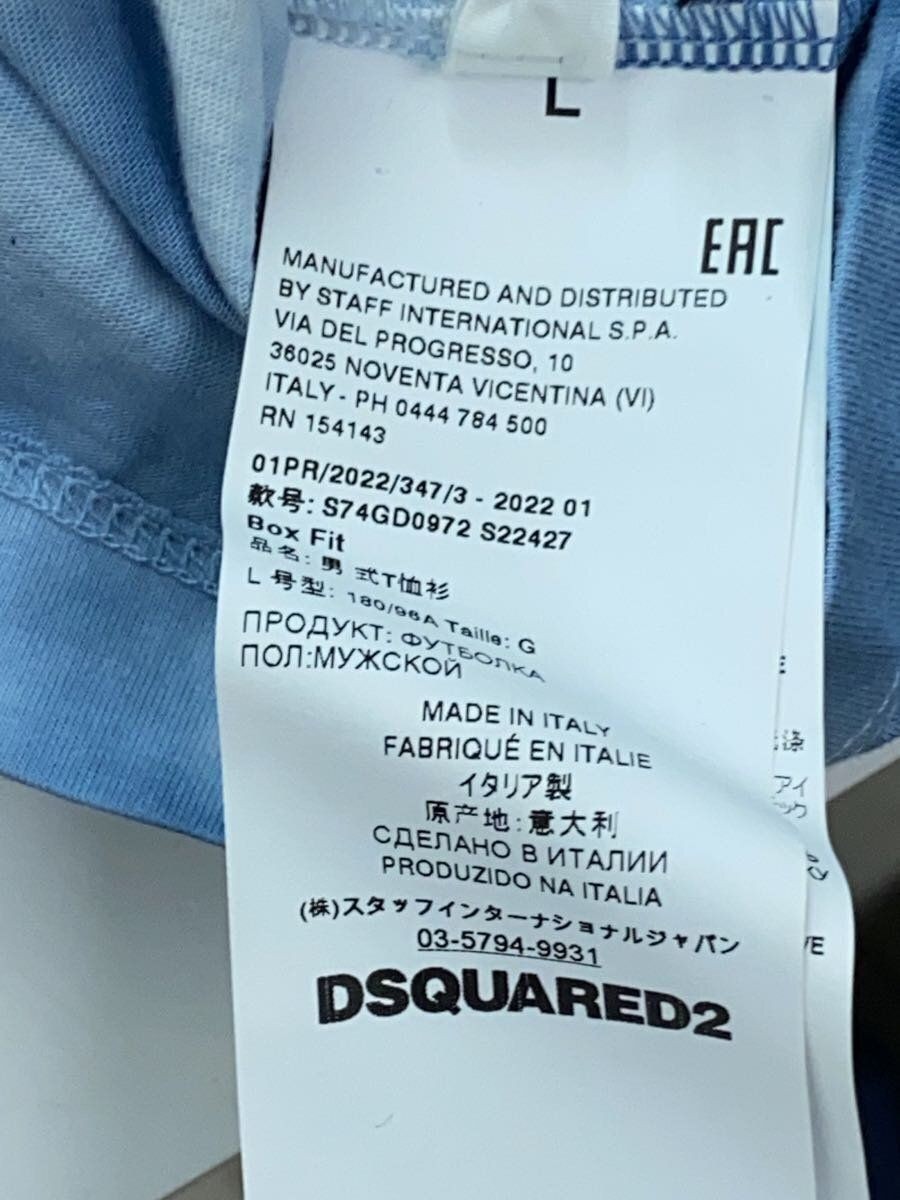 L
EAC
MANUFACTURED AND DISTRIBUTED
BY STAFF INTERNATIONAL S.P.A.
VIA DEL PROGRESSO, 10
36025 NOVENTA VICENTINA (VI)
ITALY - PH 0444 784 500
RN 154143
01PR/2022/347/3 - 2022 01
款号: S74GD0972 S22427
Box Fit
品名: 男 式T恤衫
L 号型: 180/96A Taille: G
ПРОДУКТ: ФУТБОЛКА
ПОЛ:МУЖСКОЙ
MADE IN ITALY
FABRIQUÉ EN ITALIE
イタリア製
原产地: 意大利
СДЕЛАНО В ИТАЛИИ
PRODUZIDO NA ITALIA
(株)スタッフインターナショナルジャパン
03-5794-9931
DSQUARED2